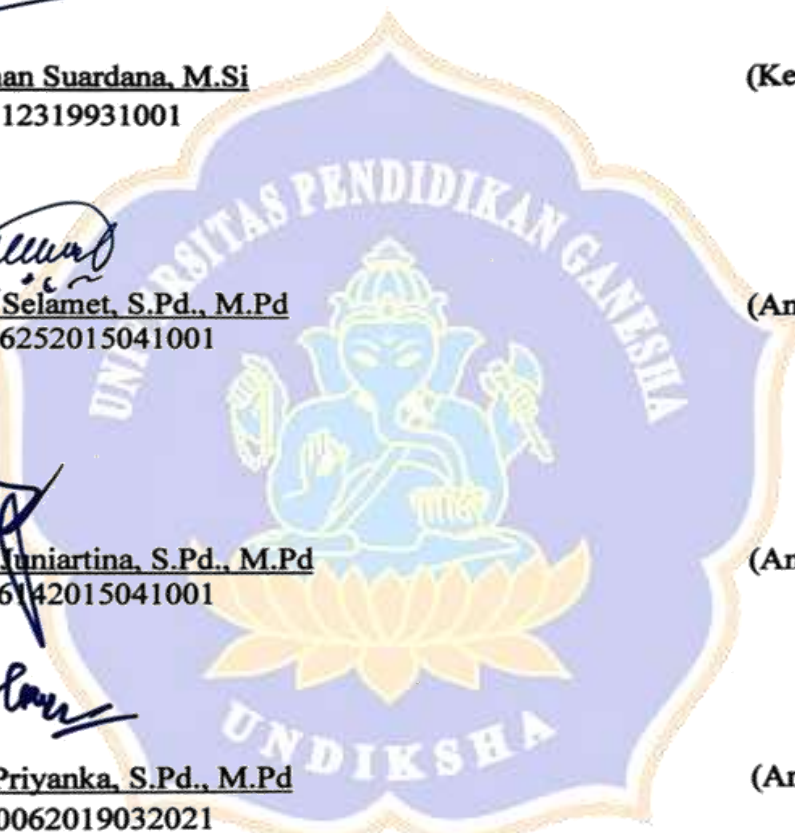 an Suardana, M.Si
(Ke
12319931001
UNIVERSITAS PENDIDIKAN GANESHA
Selamet, S.Pd., M.Pd
(An
6252015041001
Juniartina, S.Pd., M.Pd
(An
6142015041001
UNDIKSHA
Priyanka, S.Pd., M.Pd
(An
0062019032021